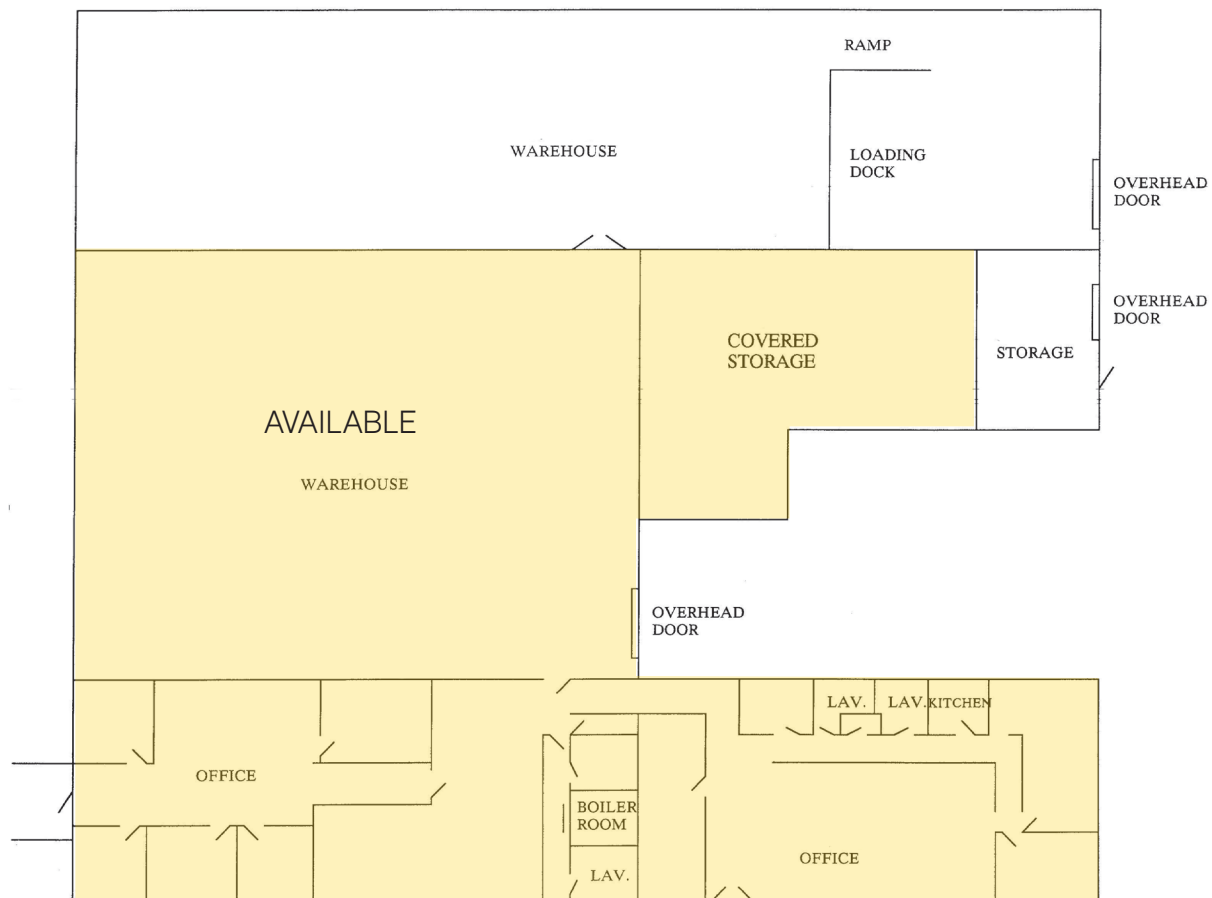 RAMP
WAREHOUSE
LOADING
DOCK
OVERHEAD
DOOR
OVERHEAD
DOOR
COVERED
STORAGE
STORAGE
AVAILABLE
WAREHOUSE
OVERHEAD
DOOR
LAV.
LAV.
KITCHEN
OFFICE
BOILER
ROOM
OFFICE
LAV.